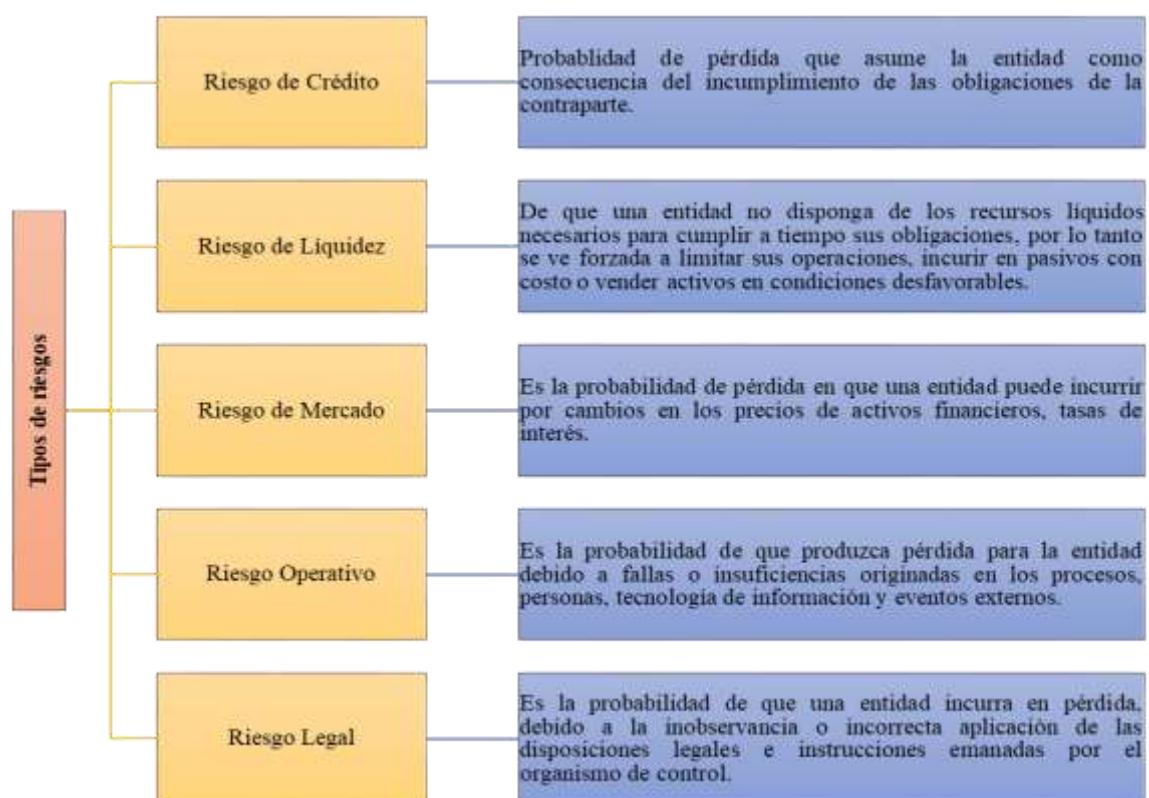 Tipos de riesgos
Riesgo de Crédito
Probablidad de pérdida que asume la entidad como
consecuencia del incumplimiento de las obligaciones de la
contraparte.
Riesgo de Líquidez
De que una entidad no disponga de los recursos líquidos
necesarios para cumplir a tiempo sus obligaciones, por lo tanto
se ve forzada a limitar sus operaciones, incurir en pasivos con
costo o vender activos en condiciones desfavorables.
Riesgo de Mercado
Es la probabilidad de pérdida en que una entidad puede incurrir
por cambios en los precios de activos financieros, tasas de
interés.
Riesgo Operativo
Es la probabilidad de que produzca pérdida para la entidad
debido a fallas o insuficiencias originadas en los procesos,
personas, tecnología de información y eventos externos.
Riesgo Legal
Es la probabilidad de que una entidad incurra en pérdida,
debido a la inobservancia o incorrecta aplicación de las
disposiciones legales e instrucciones emanadas por el
organismo de control.